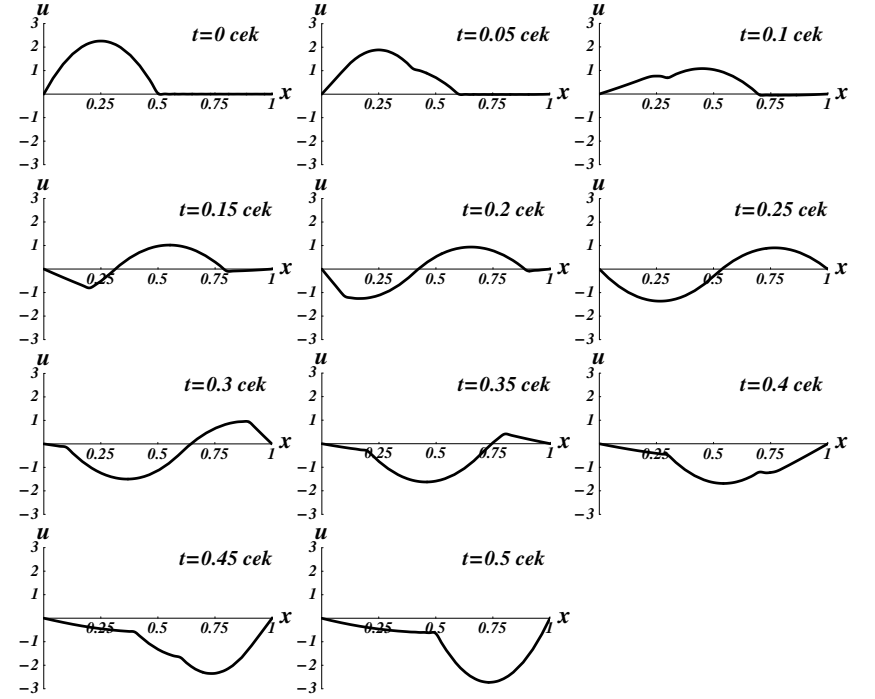 u
3
2
1
−1
−2
−3
t=0 cek
0.25 0.5 0.75 1 x
u
3
2
1
−1
−2
−3
t=0.05 cek
0.25 0.5 0.75 1 x
u
3
2
1
−1
−2
−3
t=0.1 cek
0.25 0.5 0.75 1 x
u
3
2
1
−1
−2
−3
t=0.15 cek
0.25 0.5 0.75 1 x
u
3
2
1
−1
−2
−3
t=0.2 cek
0.25 0.5 0.75 1 x
u
3
2
1
−1
−2
−3
t=0.25 cek
0.25 0.5 0.75 1 x
u
3
2
1
−1
−2
−3
t=0.3 cek
0.25 0.5 0.75 1 x
u
3
2
1
−1
−2
−3
t=0.35 cek
0.25 0.5 0.75 1 x
u
3
2
1
−1
−2
−3
t=0.4 cek
0.25 0.5 0.75 1 x
u
3
2
1
−1
−2
−3
t=0.45 cek
0.25 0.5 0.75 1 x
u
3
2
1
−1
−2
−3
t=0.5 cek
0.25 0.5 0.75 1 x